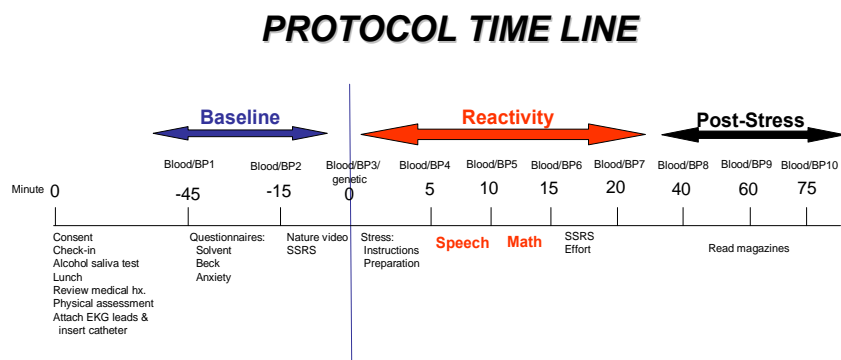 PROTOCOL TIME LINE
Baseline
Reactivity
Post-Stress
Blood/BP1
Blood/BP2
Blood/BP3/
genetic
Blood/BP4
Blood/BP5
Blood/BP6
Blood/BP7
Blood/BP8
Blood/BP9
Blood/BP10
Minute 0 -45 -15 0 5 10 15 20 40 60 75
Consent
Check-in
Alcohol saliva test
Lunch
Review medical hx.
Physical assessment
Attach EKG leads &
insert catheter
Questionnaires:
Solvent
Beck
Anxiety
Nature video
SSRS
Stress:
Instructions
Preparation
Speech
Math
SSRS
Effort
Read magazines